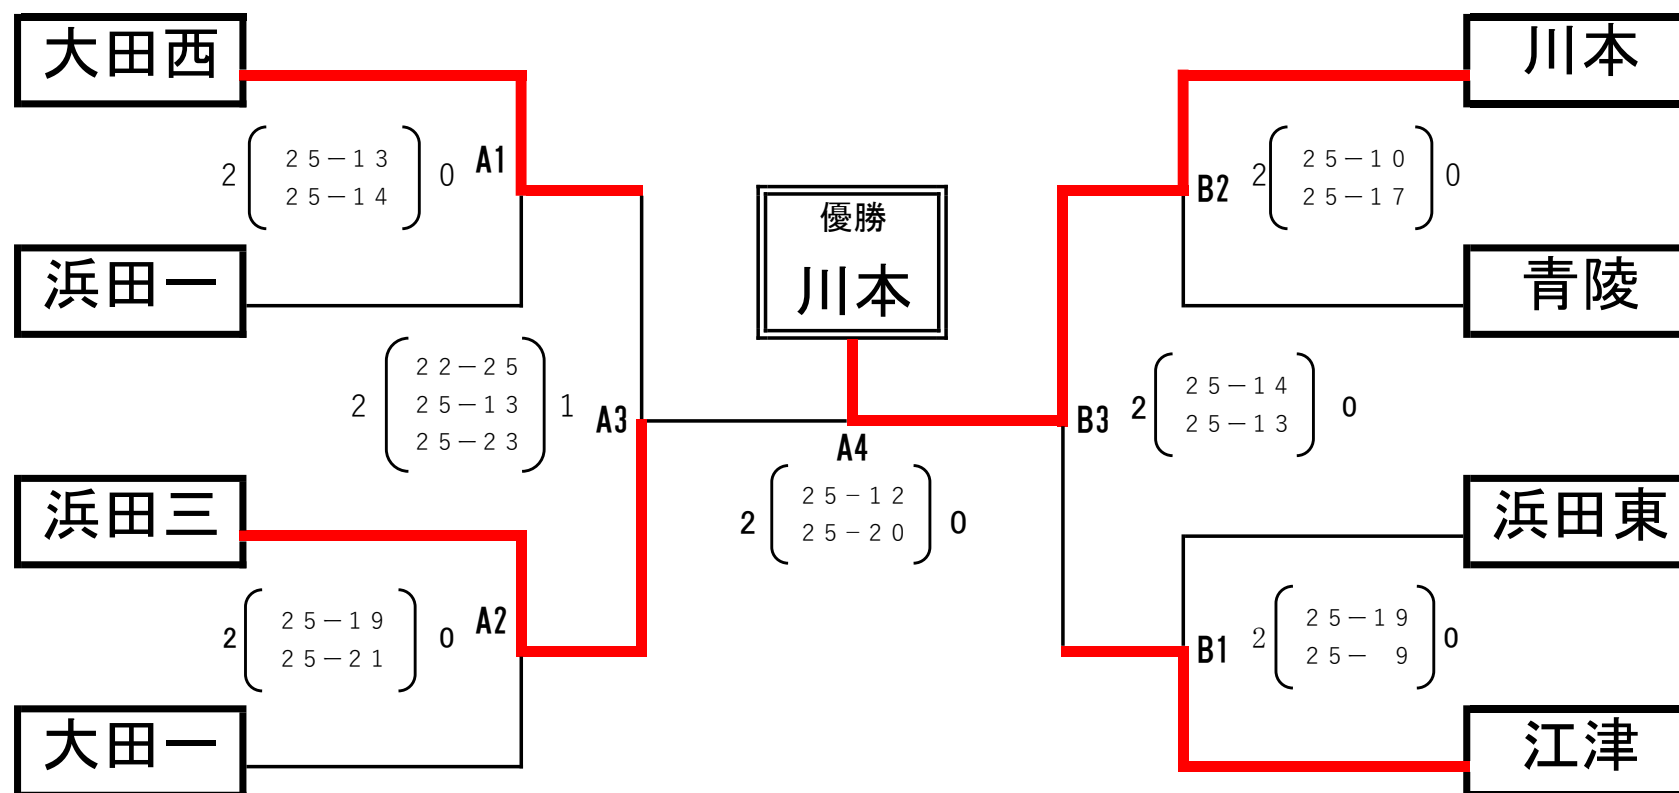 大田西
川本
2 25-13 0 A1
25-14
B2 2 25-10 0
25-17
優勝
川本
浜田一
青陵
22-25
2 25-13 1 A3
25-23
B3 2 25-14 0
25-13
A4
2 25-12 0
25-20
浜田三
浜田東
2 25-19 0 A2
25-21
B1 2 25-19 0
25- 9
大田一
江津